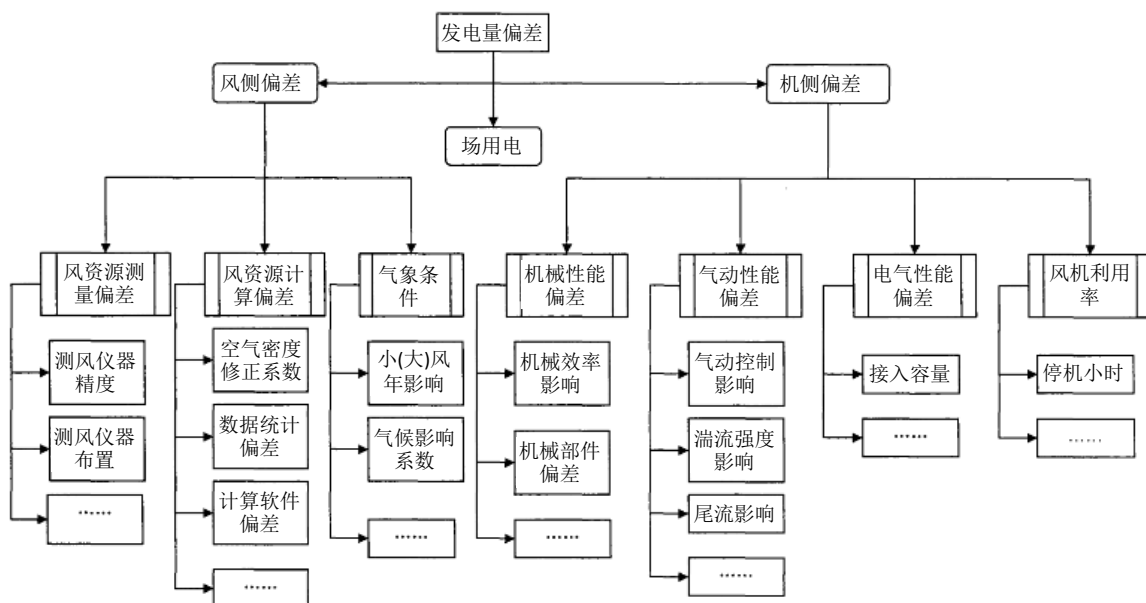 发电量偏差
风侧偏差
机侧偏差
场用电
风资源测
量偏差
风资源计
算偏差
气象条
件
机械性能
偏差
气动性能
偏差
电气性能
偏差
风机利用
率
测风仪器
精度
测风仪器
布置
······
空气密度
修正系数
数据统计
偏差
计算软件
偏差
······
小(大)风
年影响
气候影响
系数
······
机械效率
影响
机械部件
偏差
······
气动控制
影响
湍流强度
影响
尾流影响
······
接入容量
······
停机小时
······